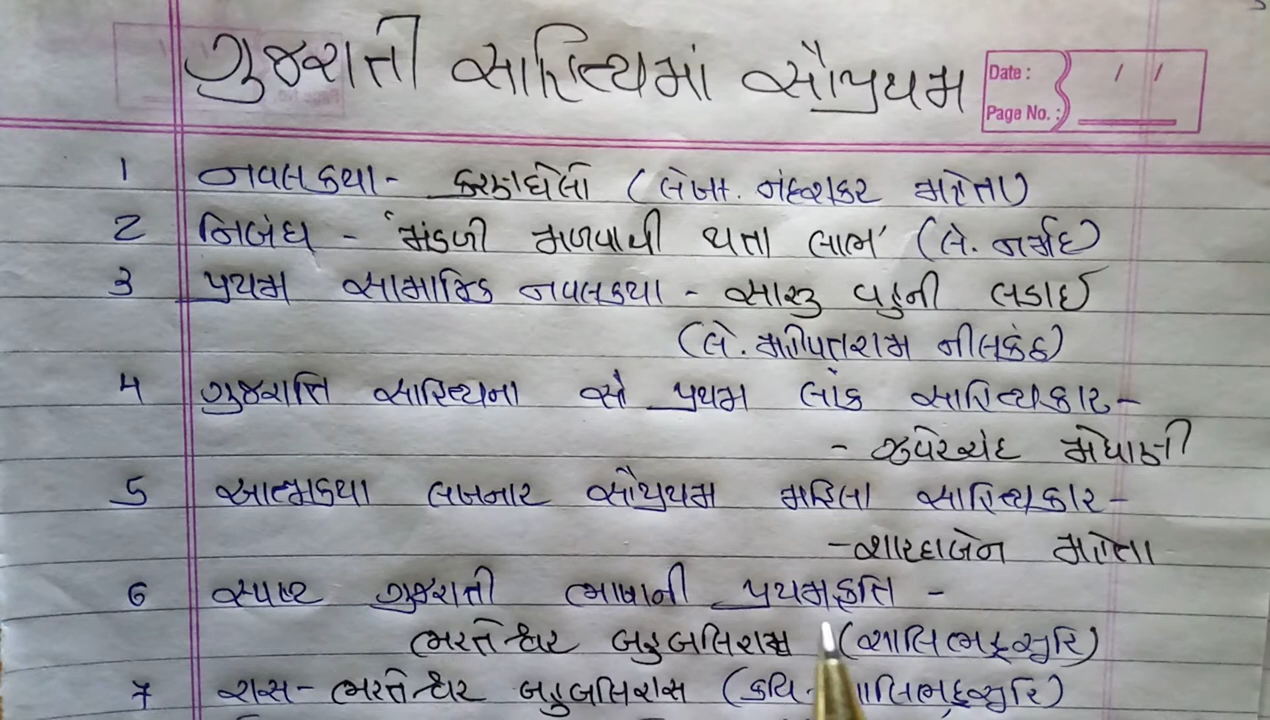 ગુજરાતી સાહિત્યમાં સૌપ્રથમ
Date : / /
Page No. :
1 નવલકથા - કરણઘેલો (લેખા. નંદશંકર મહેતા)
2 નિબંધ - 'મંડળી મળવાથી થતા લાભ' (લે. નર્મદ)
3 પ્રથમ સામાજિક નવલકથા - સાસુ વહુની લડાઈ
(લે. મહીપતરામ નીલકંઠ)
4 ગુજરાતિ સાહિત્યના સૌ પ્રથમ લોક સાહિત્યકાર -
- ઝવેરચંદ મેઘાણી
5 આત્મકથા લખનાર સૌપ્રથમ મહિલા સાહિત્યકાર -
- શારદાબેન મહેતા
6 સ્પષ્ટ ગુજરાતી ભાષાની પ્રથમકૃતિ -
ભરતેશ્વર બાહુબલિરાસ (શાલિભદ્રસુરિ)
7 રાસ - ભરતેશ્વર બાહુબલિરાસ (કવિ. શાલિભદ્રસુરિ)